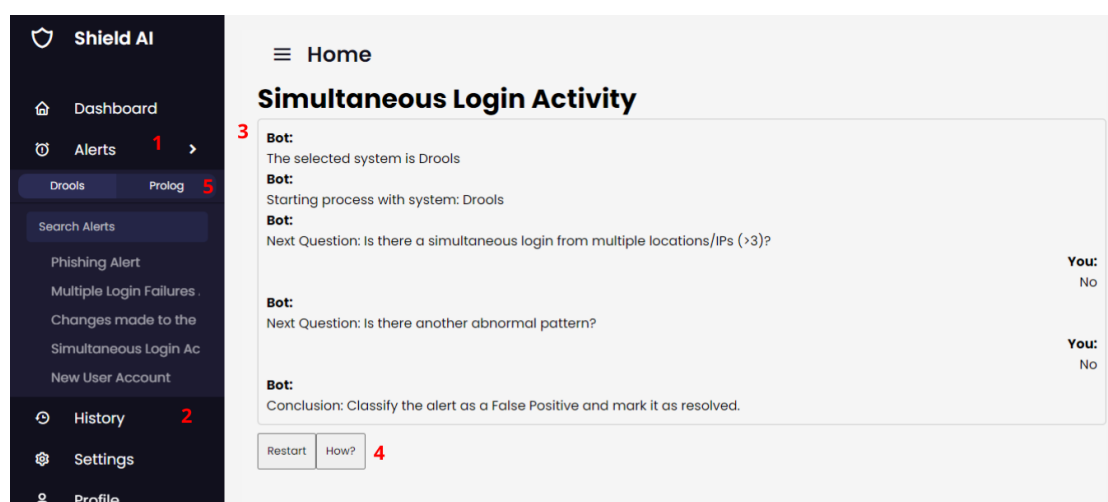 Shield AI
Home
Dashboard
Simultaneous Login Activity
Alerts 1
3
Drools Prolog 5
Search Alerts
Phishing Alert
Multiple Login Failures .
Changes made to the
Simultaneous Login Ac
New User Account
History 2
Settings
Profile
Bot:
The selected system is Drools
Bot:
Starting process with system: Drools
Bot:
Next Question: Is there a simultaneous login from multiple locations/IPs (>3)?
You:
No
Bot:
Next Question: Is there another abnormal pattern?
You:
No
Bot:
Conclusion: Classify the alert as a False Positive and mark it as resolved.
Restart How? 4